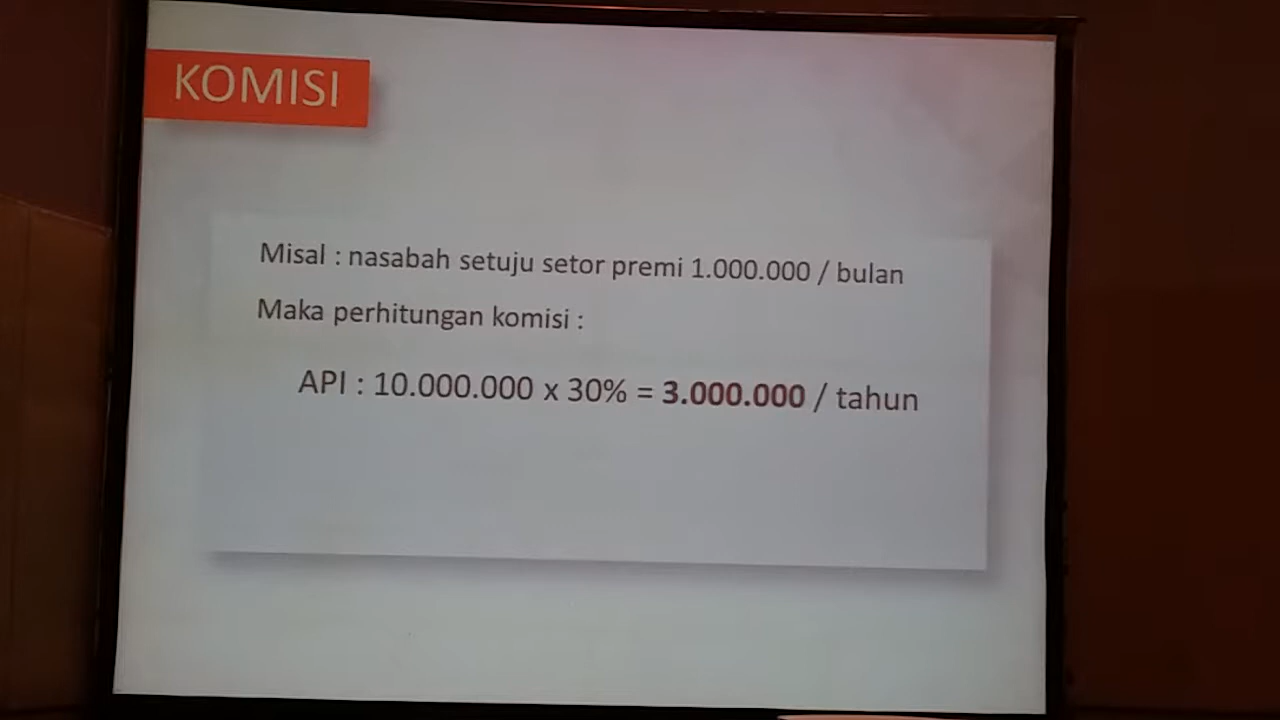 KOMISI
Misal : nasabah setuju setor premi 1.000.000 / bulan
Maka perhitungan komisi :
API : 10.000.000 x 30% = 3.000.000 / tahun